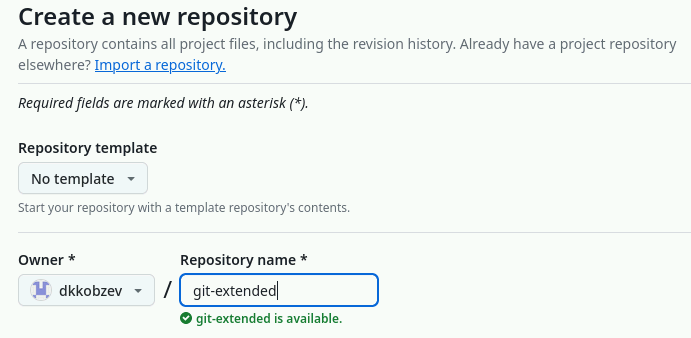 Create a new repository
A repository contains all project files, including the revision history. Already have a project repository
elsewhere? Import a repository.
Required fields are marked with an asterisk (*).
Repository template
No template
Start your repository with a template repository's contents.
Owner * Repository name *
dkkobzev / git-extended
git-extended is available.